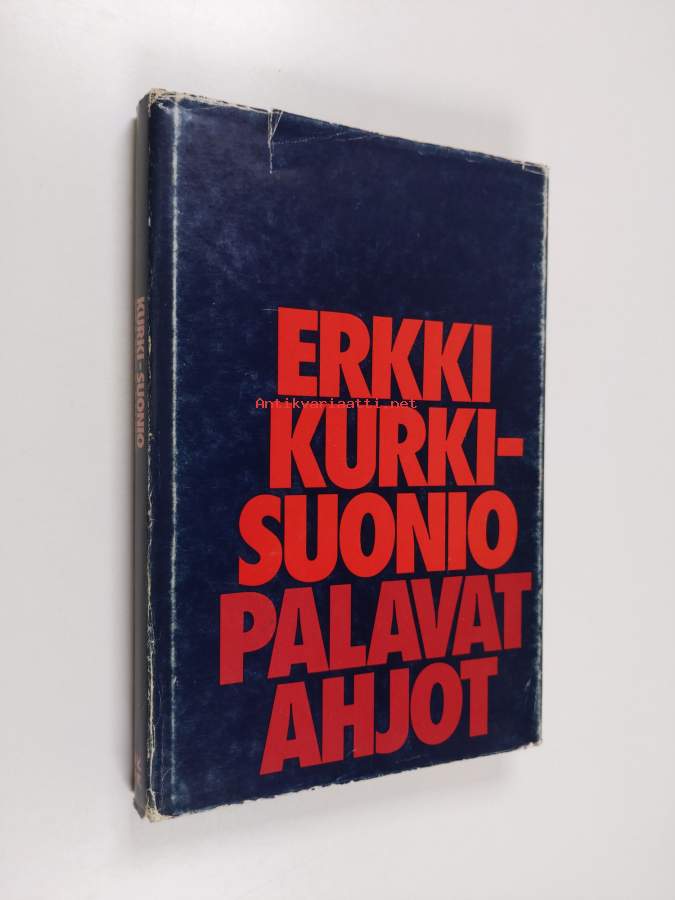 ERKKI
KURKI-
SUONIO
PALAVAT
AHJOT
KURKI-SUONIO
Antikvariaatti.net